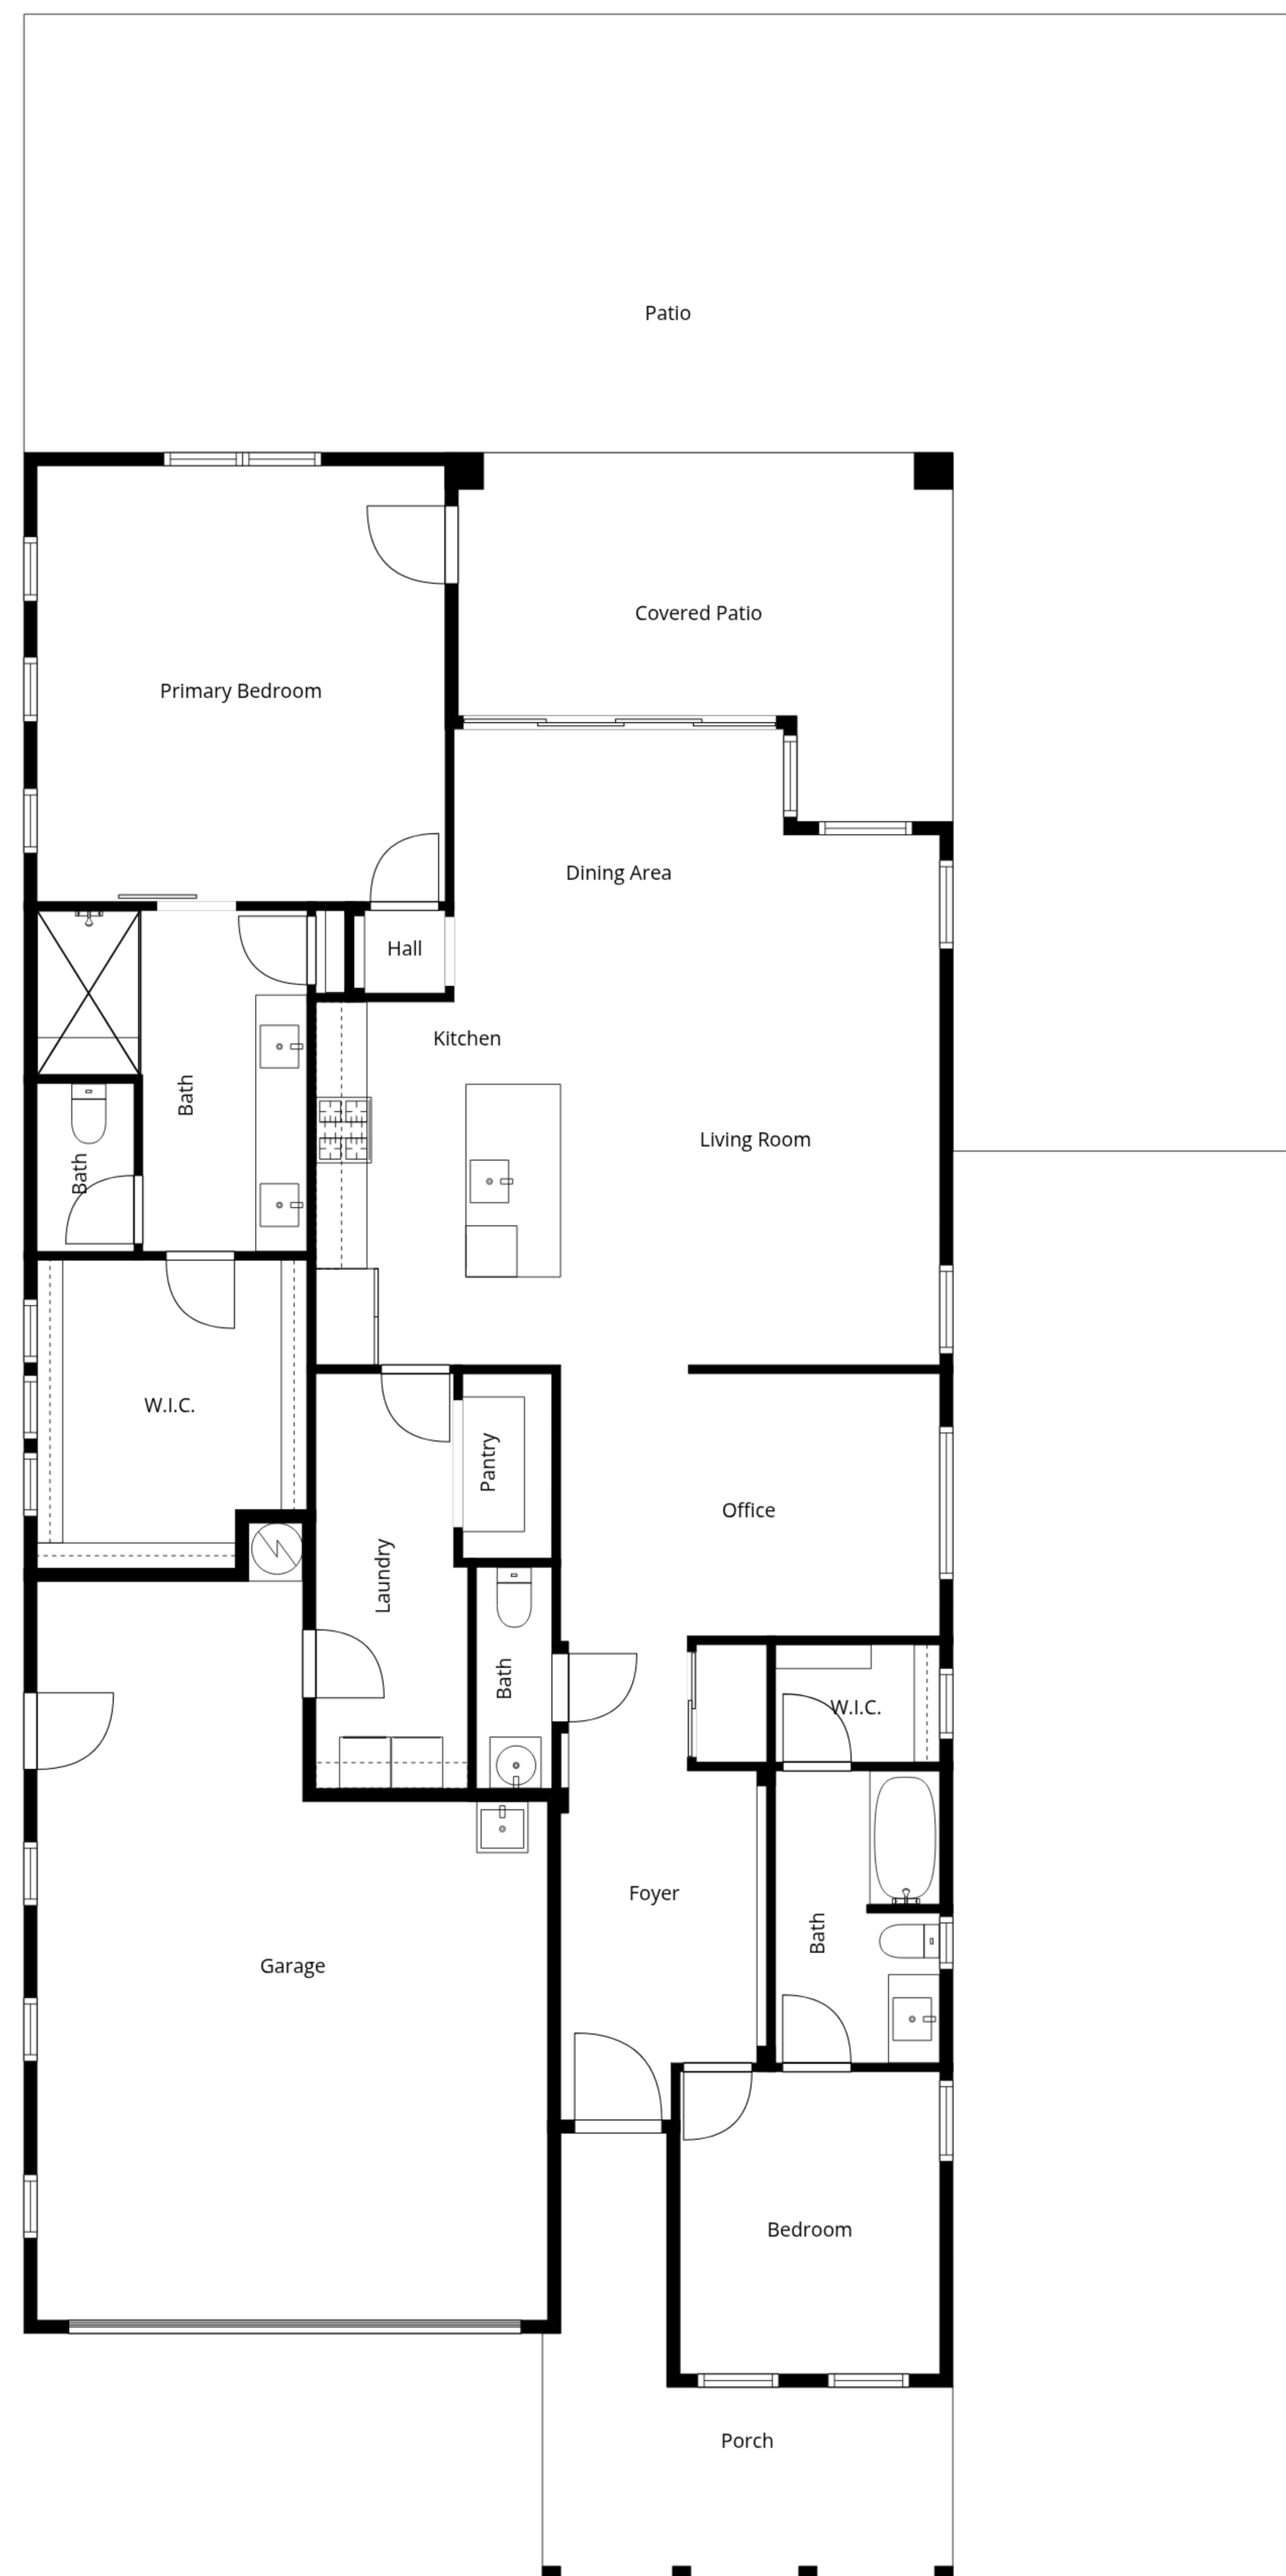 Patio
Covered Patio
Primary Bedroom
Dining Area
Hall
Kitchen
Bath
Living Room
Bath
W.I.C.
Pantry
Office
Laundry
Bath
W.I.C.
Foyer
Bath
Garage
Bedroom
Porch